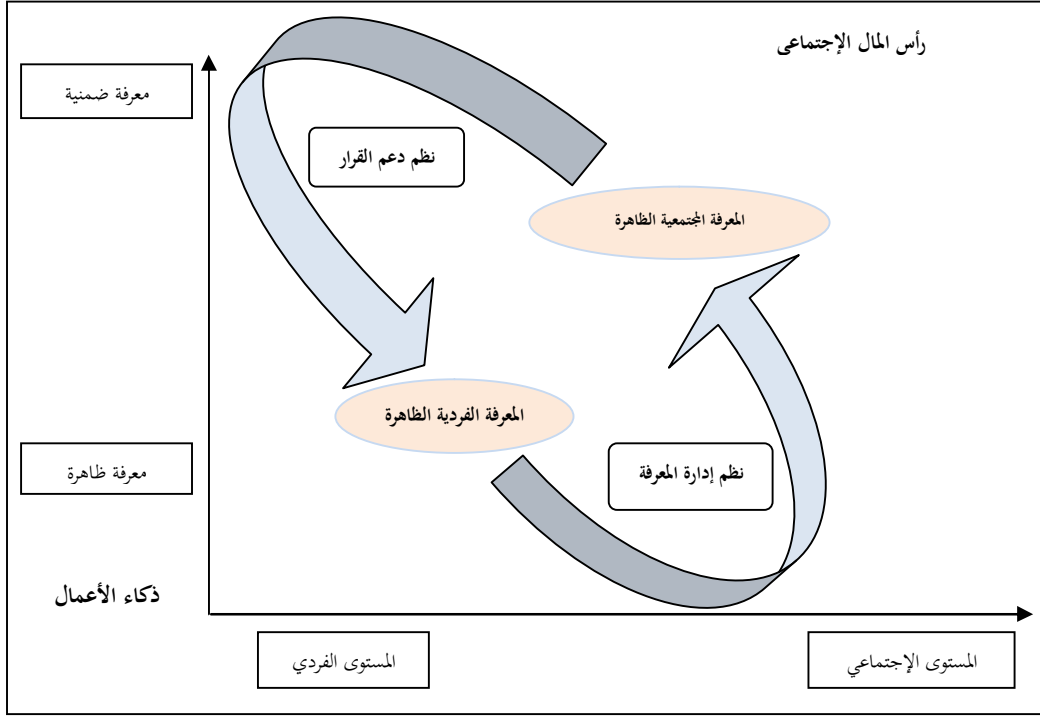 رأس المال الإجتماعى
معرفة ضمنية
نظم دعم القرار
المعرفة المجتمعية الظاهرة
المعرفة الفردية الظاهرة
نظم إدارة المعرفة
معرفة ظاهرة
ذكاء الأعمال
المستوى الإجتماعي
المستوى الفردي